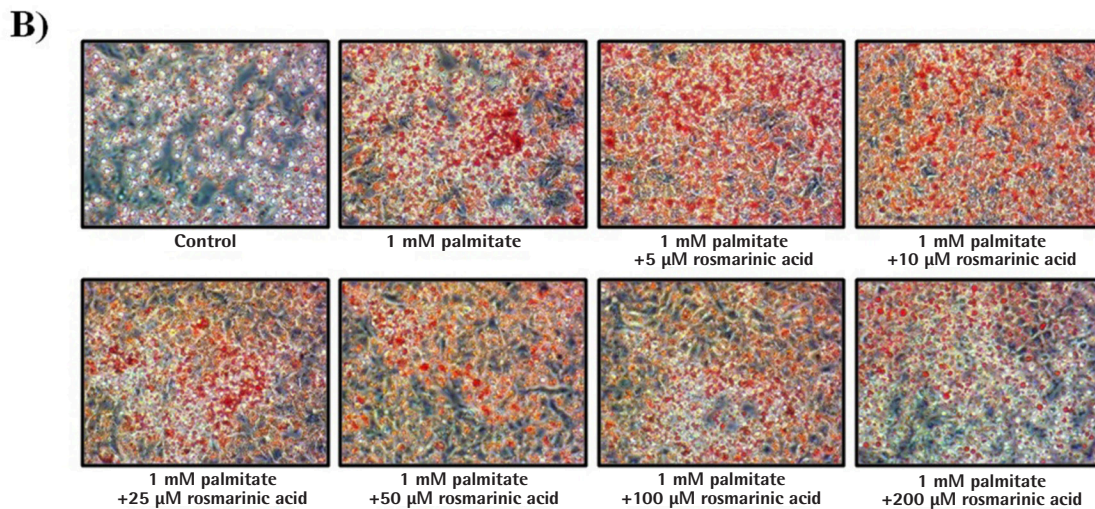 B)
Control
1 mM palmitate
1 mM palmitate
+5 µM rosmarinic acid
1 mM palmitate
+10 µM rosmarinic acid
1 mM palmitate
+25 µM rosmarinic acid
1 mM palmitate
+50 µM rosmarinic acid
1 mM palmitate
+100 µM rosmarinic acid
1 mM palmitate
+200 µM rosmarinic acid